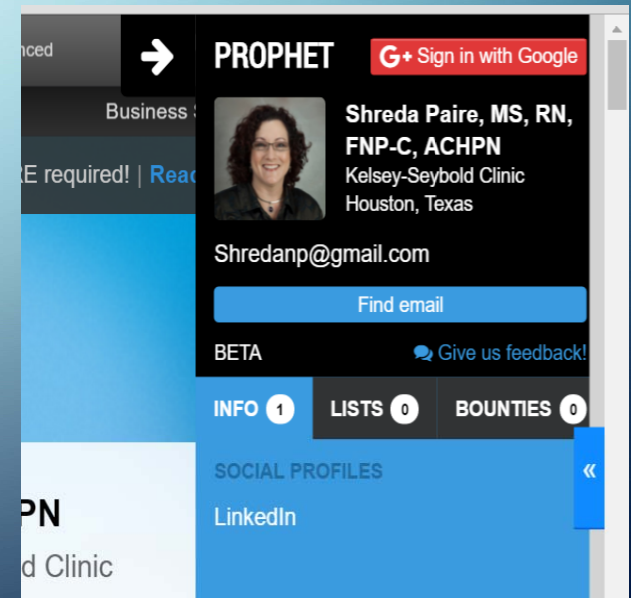 nced
PROPHET
G+ Sign in with Google
Business S
Shreda Paire, MS, RN,
FNP-C, ACHPN
Kelsey-Seybold Clinic
Houston, Texas
E required! | Read
Shredanp@gmail.com
Find email
BETA
Give us feedback!
INFO 1
LISTS 0
BOUNTIES 0
SOCIAL PROFILES
«
LinkedIn
PN
d Clinic